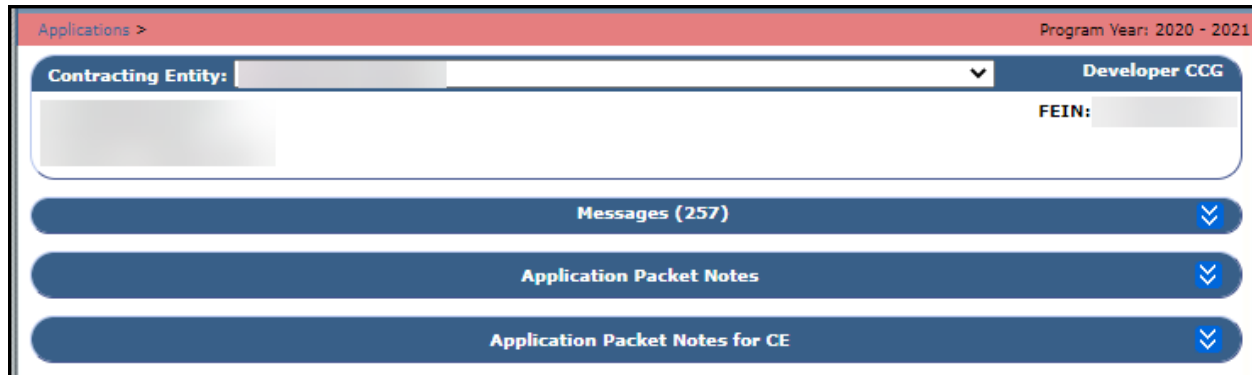 Applications > Program Year: 2020 - 2021
Contracting Entity: Developer CCG
FEIN:
Messages (257)
Application Packet Notes
Application Packet Notes for CE